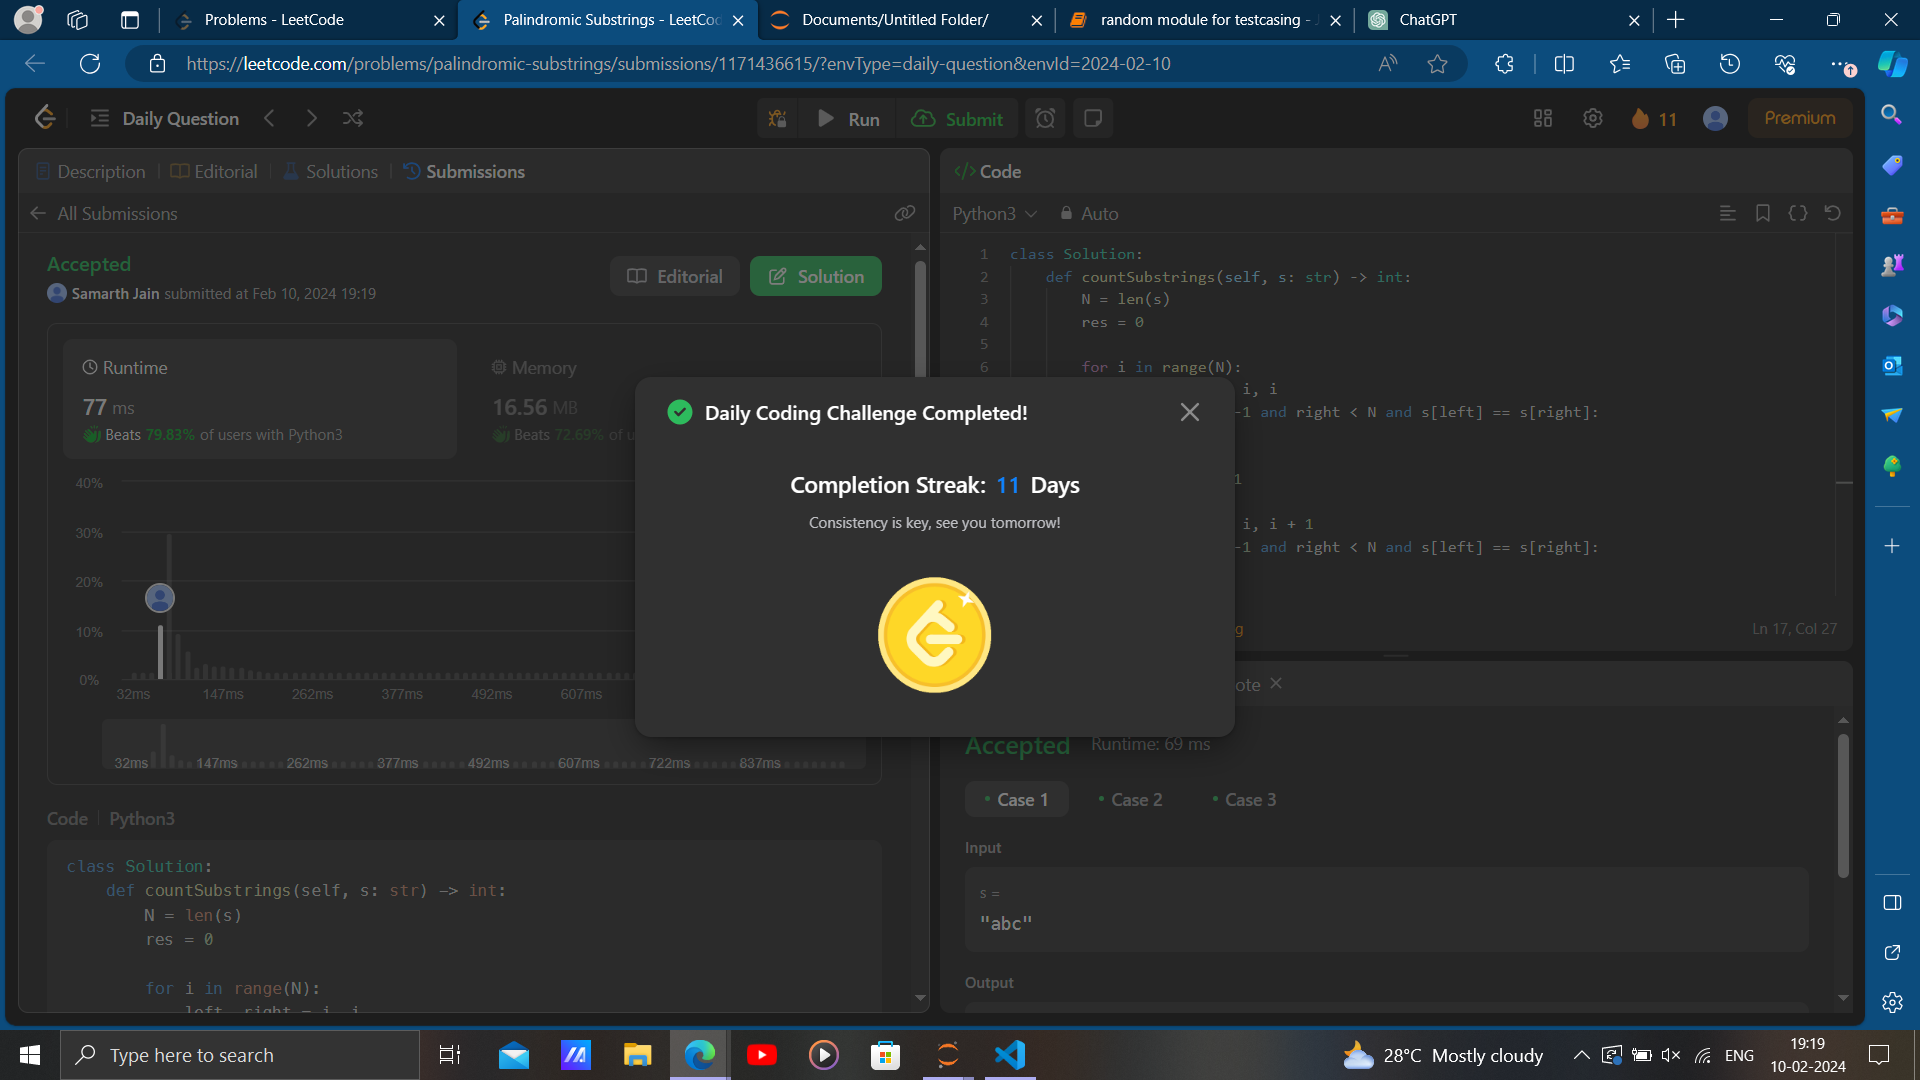 Problems - LeetCode
Palindromic Substrings - LeetCo
Documents/Untitled Folder/
random module for testcasing -
ChatGPT
https://leetcode.com/problems/palindromic-substrings/submissions/1171436615/?envType=daily-question&envId=2024-02-10
Daily Question
Run
Submit
11
Premium
Description
Editorial
Solutions
Submissions
All Submissions
Accepted
Samarth Jain submitted at Feb 10, 2024 19:19
Editorial
Solution
Runtime
77 ms
Beats 79.83% of users with Python3
Memory
16.56 MB
Beats 72.69% of u
40%
30%
20%
10%
0%
32ms 147ms 262ms 377ms 492ms 607ms
32ms 147ms 262ms 377ms 492ms 607ms 722ms 837ms
Code Python3
class Solution:
def countSubstrings(self, s: str) -> int:
N = len(s)
res = 0
for i in range(N):
left, right = i, i
Daily Coding Challenge Completed!
Completion Streak: 11 Days
Consistency is key, see you tomorrow!
Code
Python3
Auto
1 class Solution:
2 def countSubstrings(self, s: str) -> int:
3 N = len(s)
4 res = 0
5
6 for i in range(N):
i, i
-1 and right < N and s[left] == s[right]:
1
i, i + 1
-1 and right < N and s[left] == s[right]:
g
Ln 17, Col 27
ote
Accepted Runtime: 69 ms
Case 1
Case 2
Case 3
Input
s =
"abc"
Output
Type here to search
28°C Mostly cloudy
ENG
19:19
10-02-2024